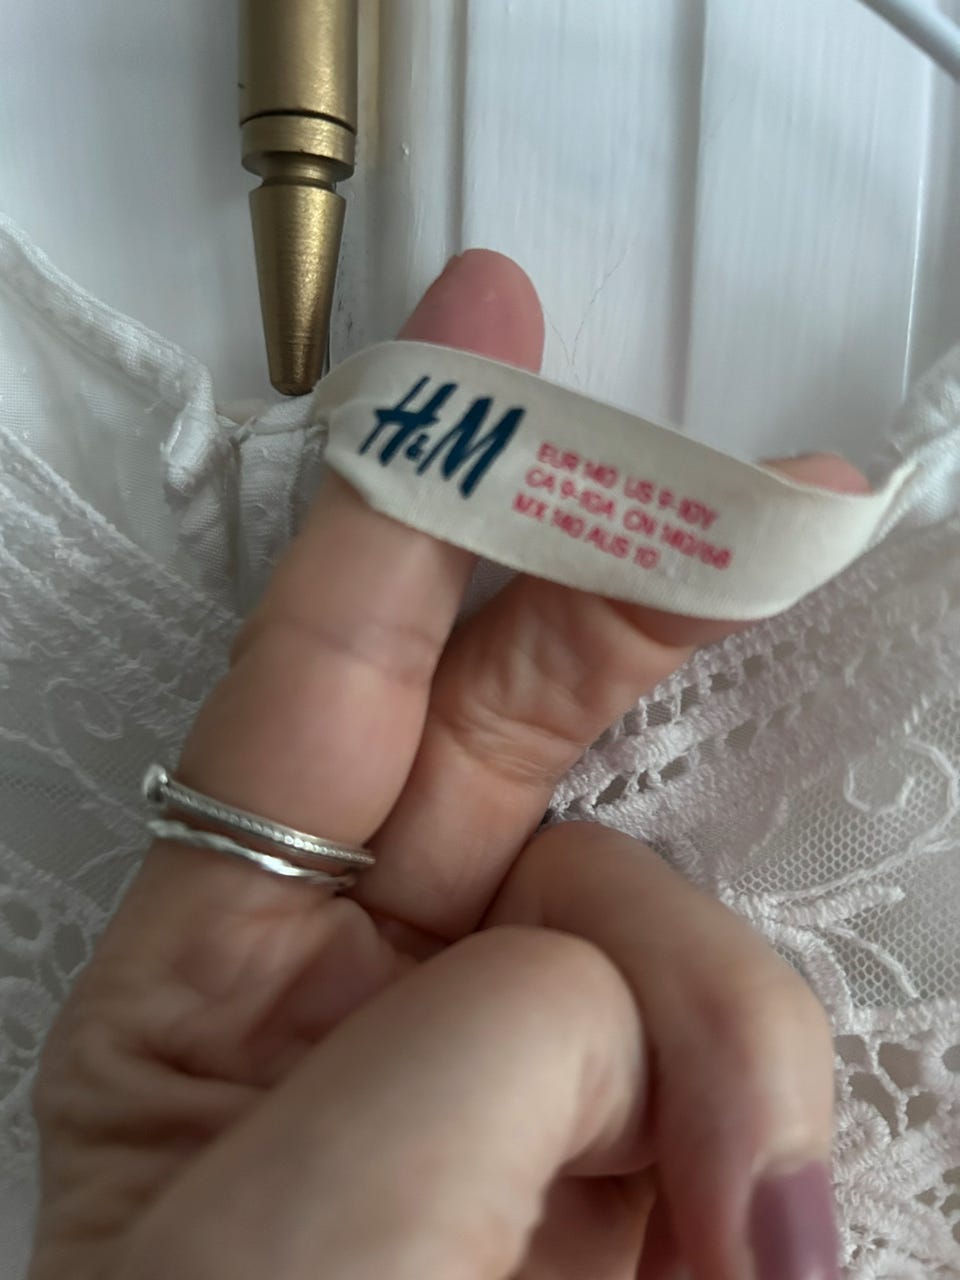 H&M
EUR 140 US 9-10Y
CA 9-10A CN 140/68
MX 140 AUS 10